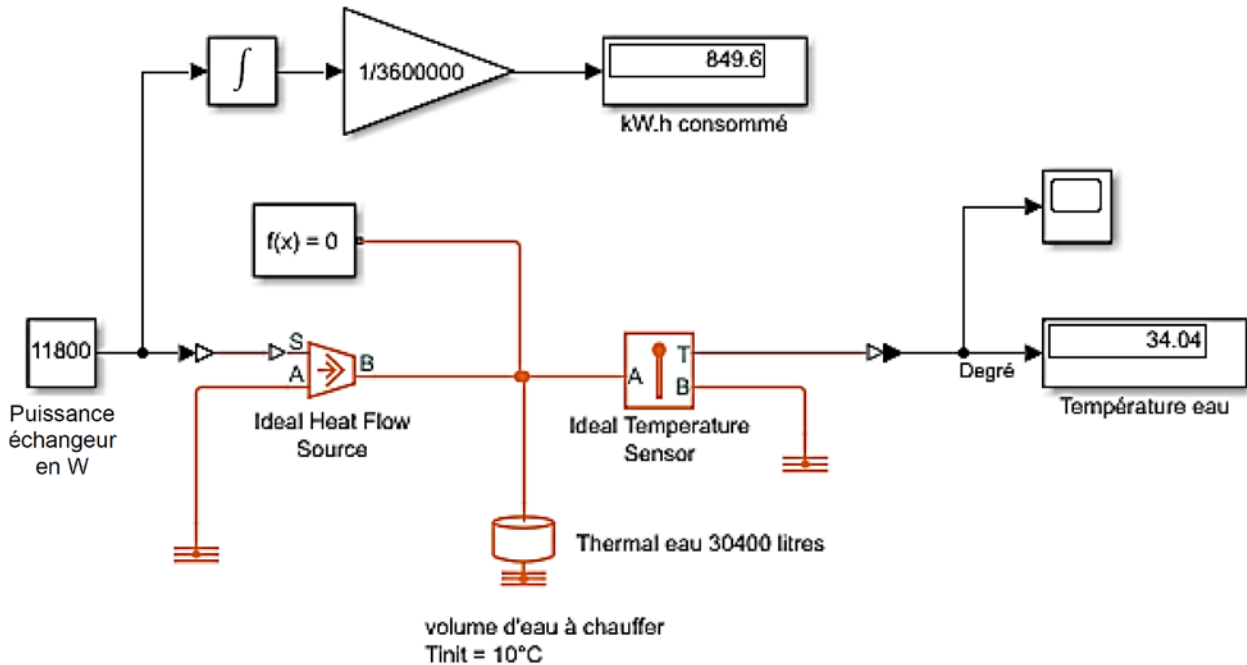 ∫
1/3600000
849.6
kW.h consommé
f(x) = 0
11800
Puissance
échangeur
en W
S
A
B
Ideal Heat Flow
Source
A
T
B
Ideal Temperature
Sensor
Degré
34.04
Température eau
Thermal eau 30400 litres
volume d'eau à chauffer
Tinit = 10°C